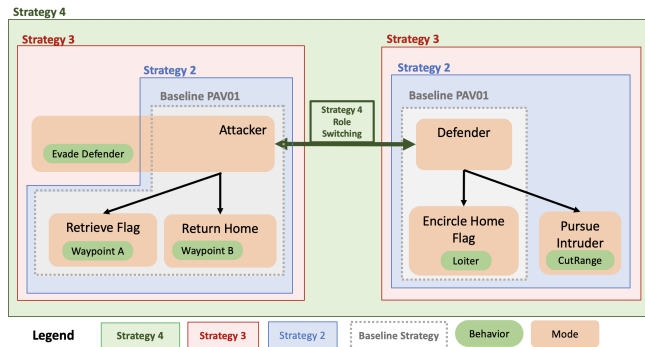 Strategy 4
Strategy 3
Strategy 3
Strategy 2
Strategy 2
Baseline PAV01
Baseline PAV01
Strategy 4
Role
Switching
Attacker
Defender
Evade Defender
Retrieve Flag
Waypoint A
Return Home
Waypoint B
Encircle Home
Flag
Loiter
Pursue
Intruder
CutRange
Legend
Strategy 4
Strategy 3
Strategy 2
Baseline Strategy
Behavior
Mode